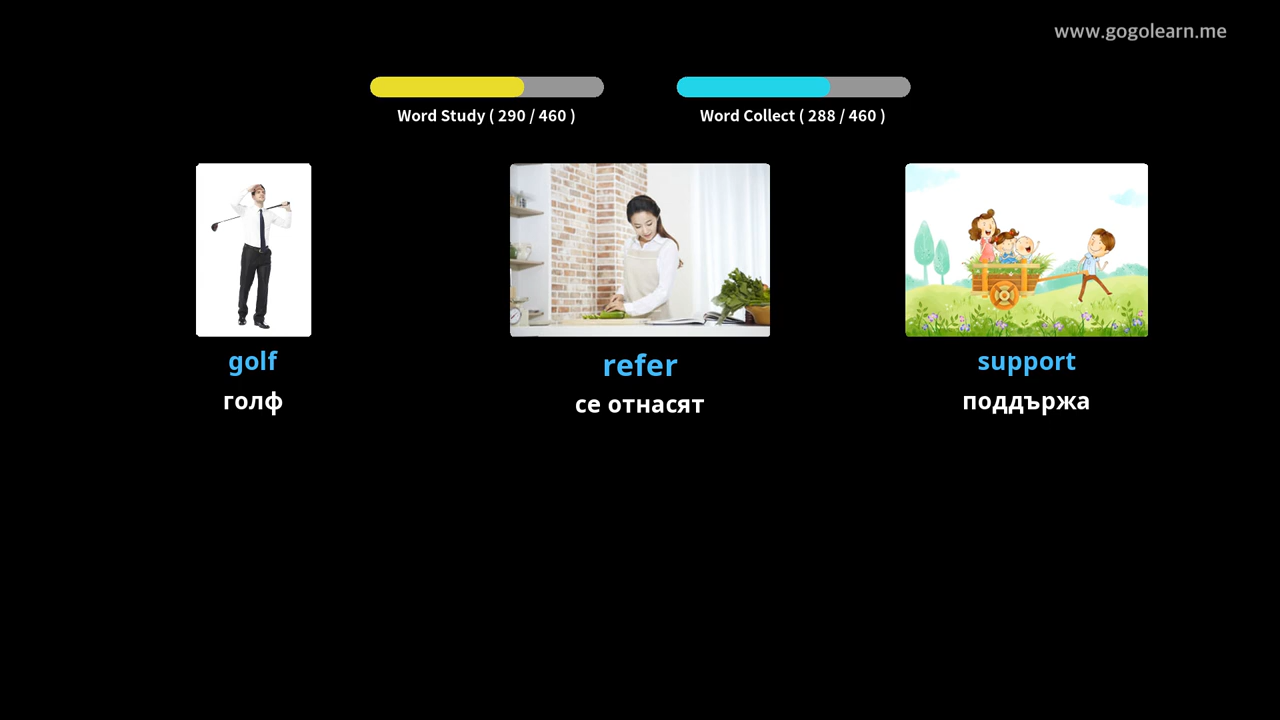 www.gogolearn.me
Word Study ( 290 / 460 )
Word Collect ( 288 / 460 )
golf
голф
refer
се отнасят
support
поддържа